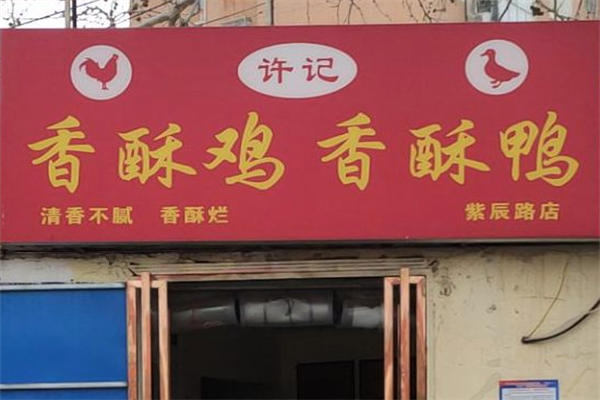 许记
香酥鸡 香酥鸭
清香不腻 香酥烂
紫辰路店